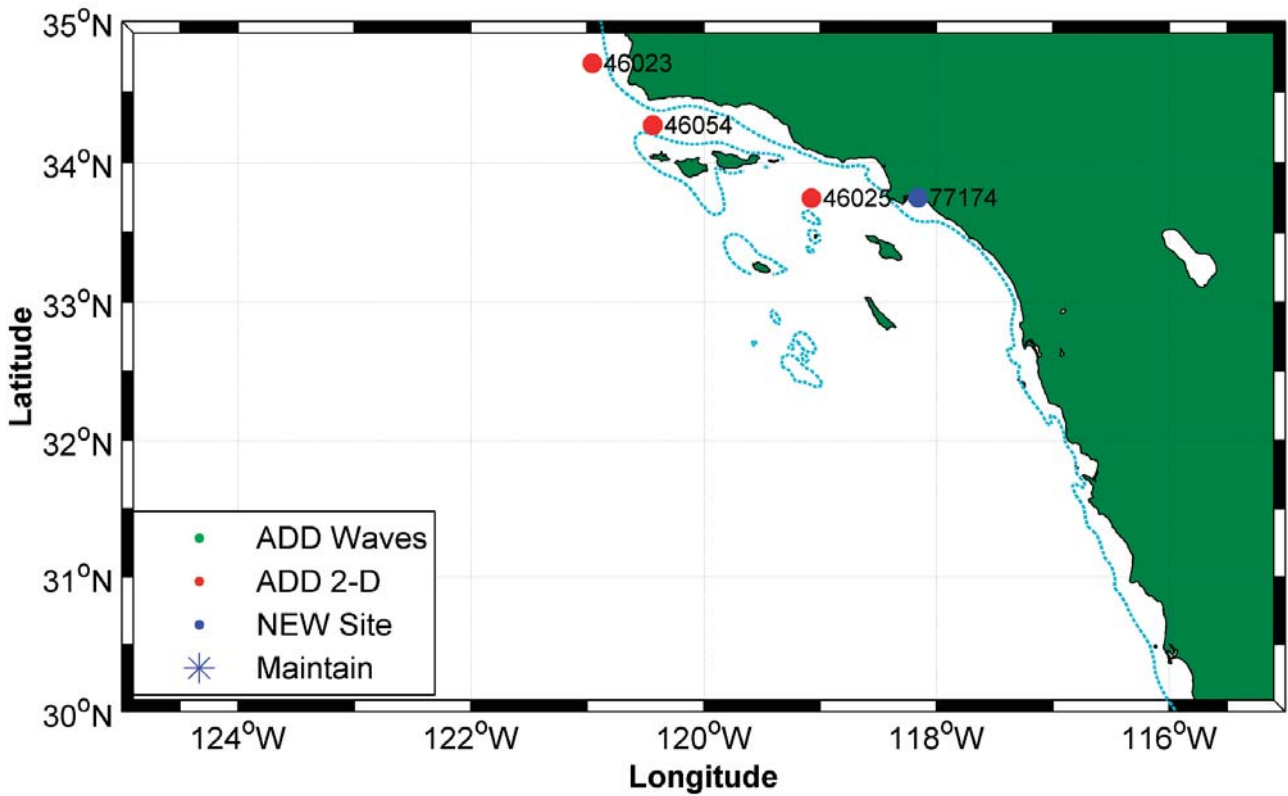 35°N
46023
46054
34°N
46025
77174
33°N
Latitude
32°N
ADD Waves
31°N
ADD 2-D
NEW Site
Maintain
30°N
124°W 122°W 120°W 118°W 116°W
Longitude